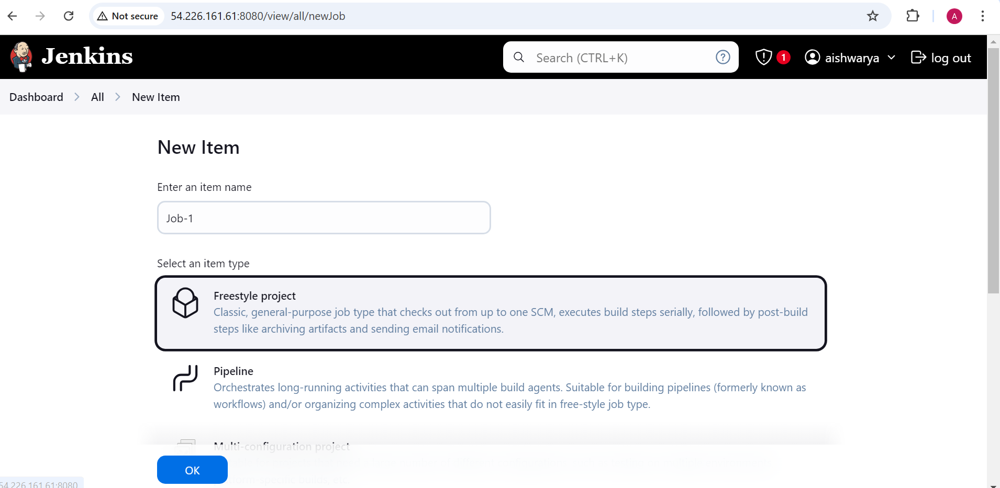 Not secure 54.226.161.61:8080/view/all/newJob A
Jenkins Search (CTRL+K) ? 1 aishwarya log out
Dashboard All New Item
New Item
Enter an item name
Job-1
Select an item type
Freestyle project
Classic, general-purpose job type that checks out from up to one SCM, executes build steps serially, followed by post-build
steps like archiving artifacts and sending email notifications.
Pipeline
Orchestrates long-running activities that can span multiple build agents. Suitable for building pipelines (formerly known as
workflows) and/or organizing complex activities that do not easily fit in free-style job type.
Multi-configuration project
OK
54.226.161.61:8080